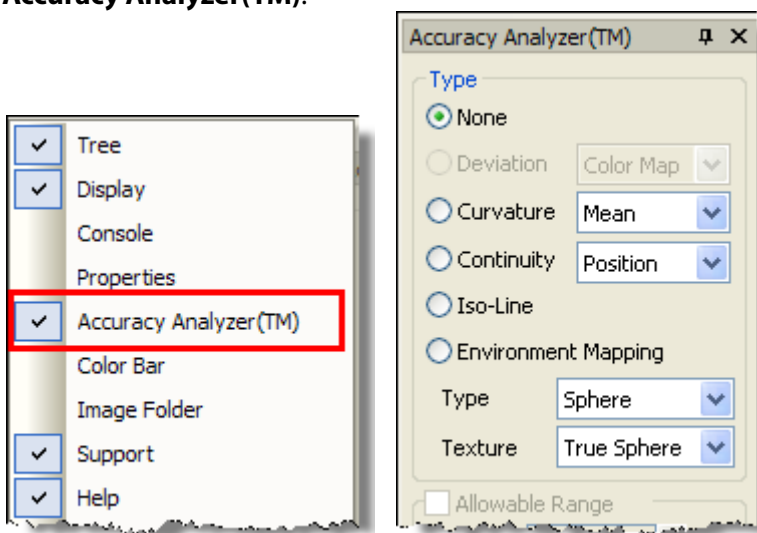 Accuracy Analyzer(TM).
Tree
Display
Console
Properties
Accuracy Analyzer(TM)
Color Bar
Image Folder
Support
Help
Accuracy Analyzer(TM)
Type
None
Deviation Color Map
Curvature Mean
Continuity Position
Iso-Line
Environment Mapping
Type Sphere
Texture True Sphere
Allowable Range